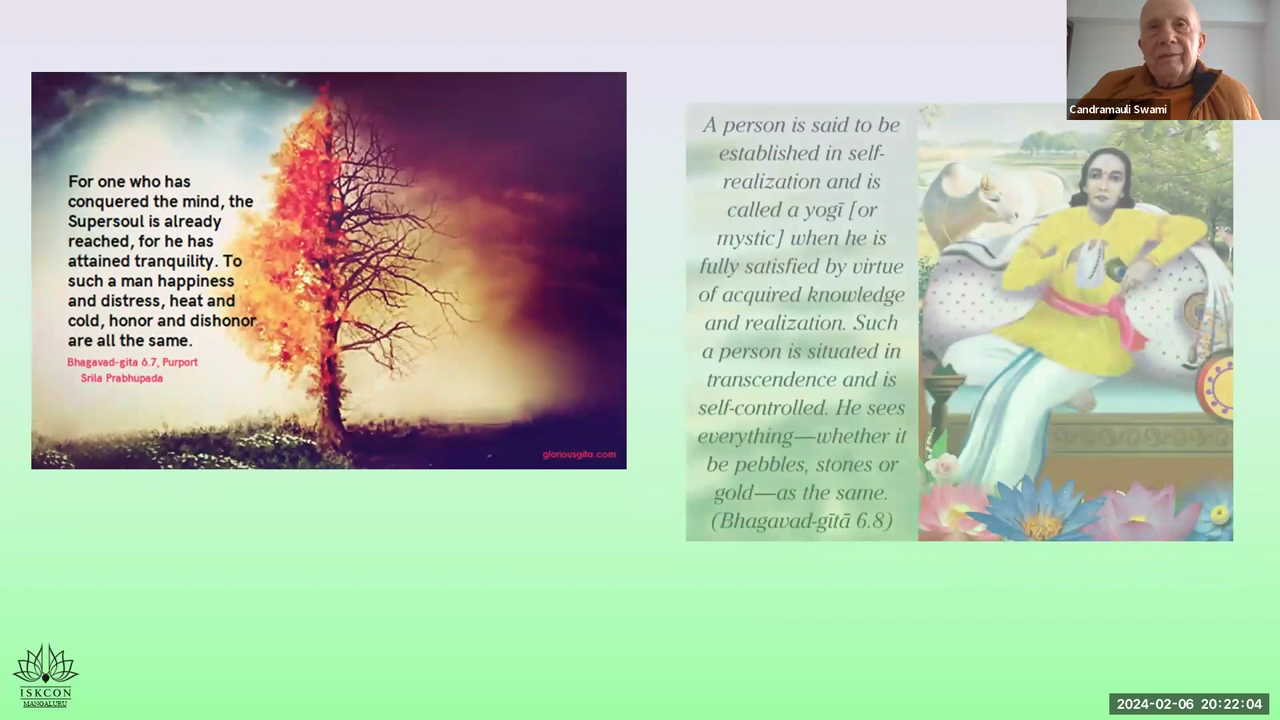 For one who has
conquered the mind, the
Supersoul is already
reached, for he has
attained tranquility. To
such a man happiness
and distress, heat and
cold, honor and dishonor
are all the same.
Bhagavad-gita 6.7, Purport
Srila Prabhupada
gloriousgita.com
A person is said to be
established in self-
realization and is
called a yogī [or
mystic] when he is
fully satisfied by virtue
of acquired knowledge
and realization. Such
a person is situated in
transcendence and is
self-controlled. He sees
everything—whether it
be pebbles, stones or
gold—as the same.
(Bhagavad-gītā 6.8)
Candramauli Swami
ISKCON
MANGALURU
2024-02-06 20:22:04